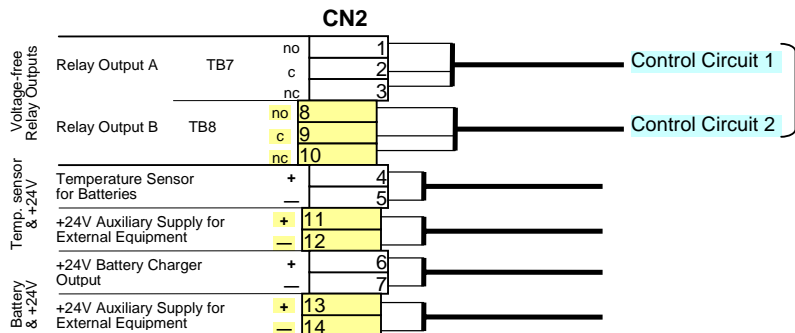 CN2
Voltage-free
Relay Outputs
Relay Output A TB7 no 1
c 2
nc 3
Control Circuit 1
Relay Output B TB8 no 8
c 9
nc 10
Control Circuit 2
Temp. sensor
& +24V
Temperature Sensor
for Batteries + 4
— 5
+24V Auxiliary Supply for
External Equipment + 11
— 12
Battery
& +24V
+24V Battery Charger
Output + 6
— 7
+24V Auxiliary Supply for
External Equipment + 13
— 14